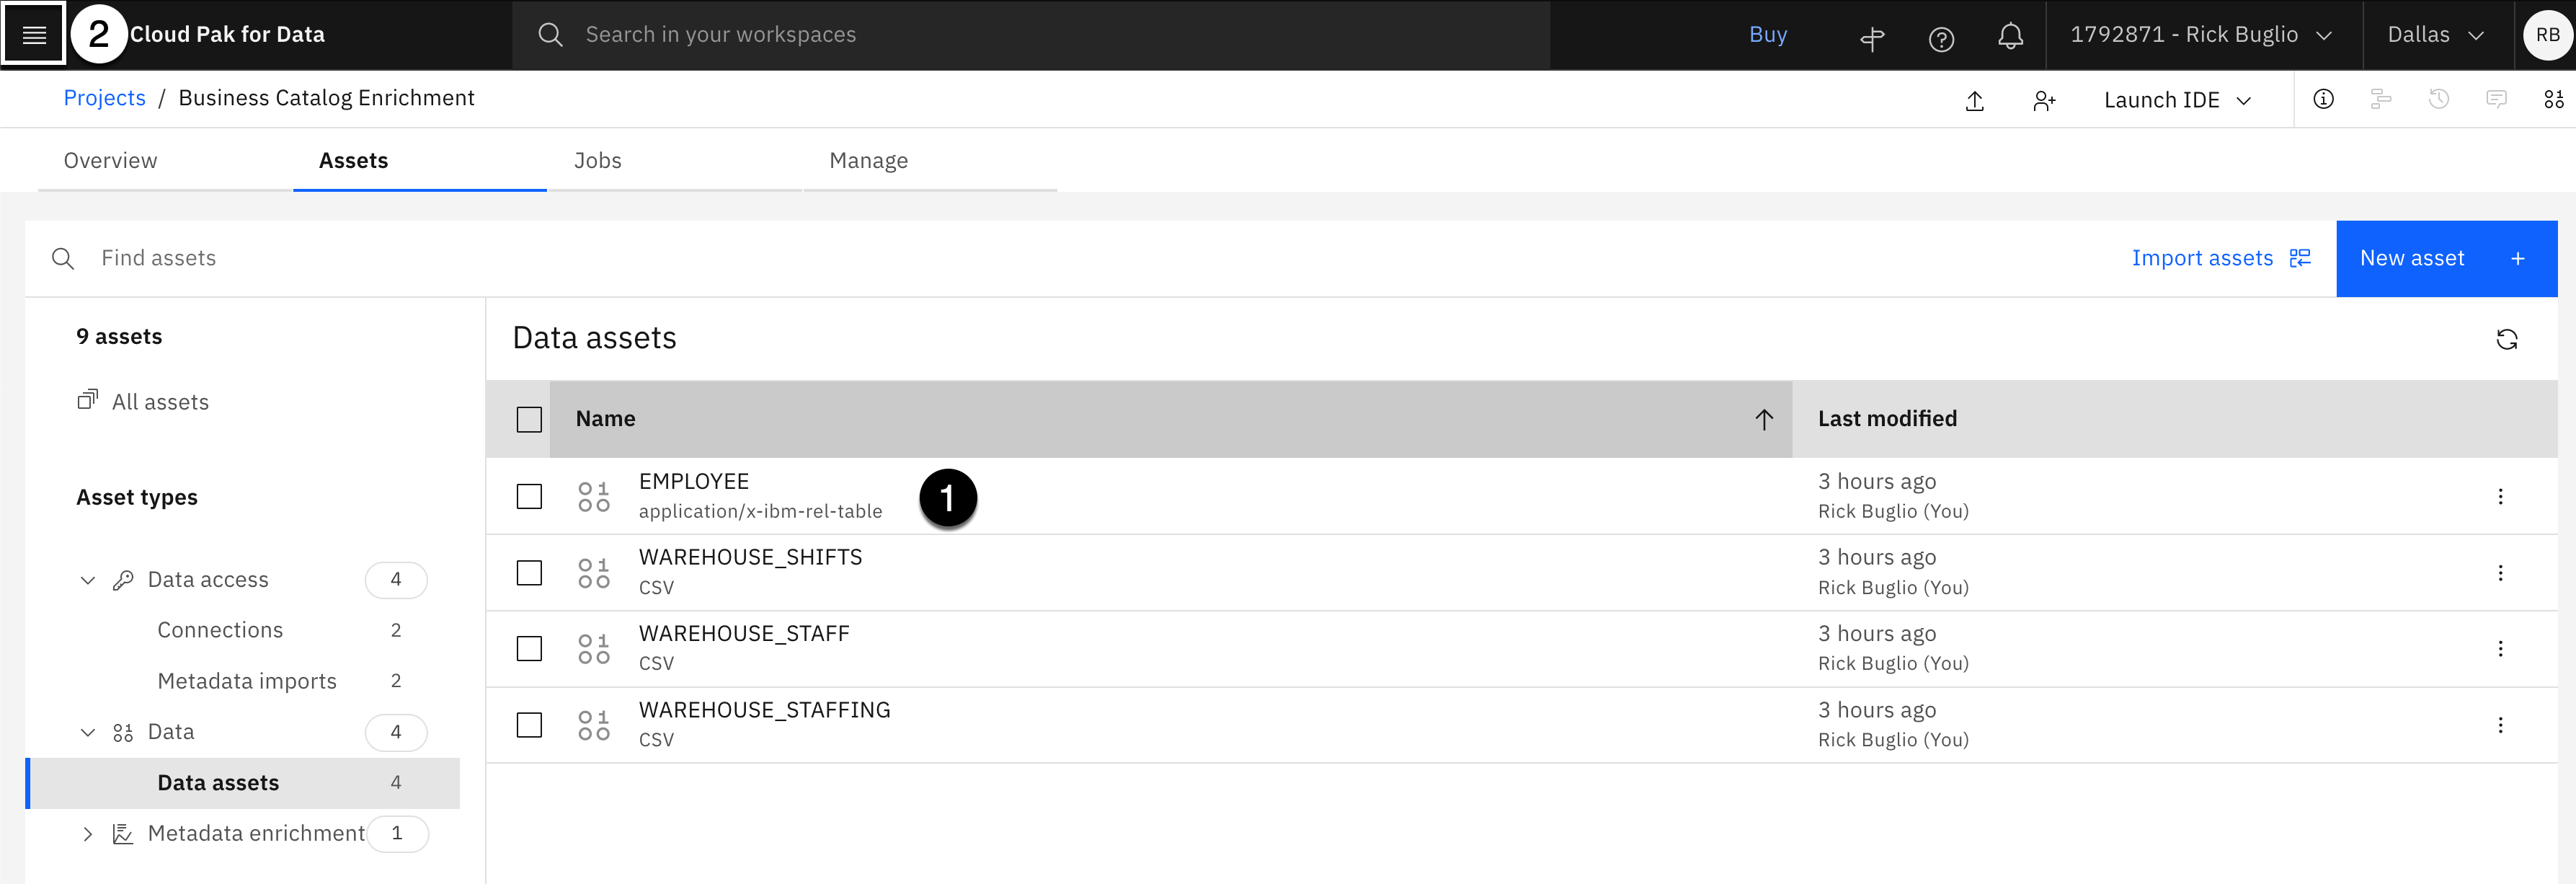 2 Cloud Pak for Data
Search in your workspaces
Buy
1792871 - Rick Buglio
Dallas
RB
Projects / Business Catalog Enrichment
Launch IDE
Overview
Assets
Jobs
Manage
Find assets
Import assets
New asset +
9 assets
All assets
Asset types
Data access 4
Connections 2
Metadata imports 2
Data 4
Data assets 4
Metadata enrichment 1
Data assets
Name
Last modified
EMPLOYEE
application/x-ibm-rel-table
1
3 hours ago
Rick Buglio (You)
WAREHOUSE_SHIFTS
CSV
3 hours ago
Rick Buglio (You)
WAREHOUSE_STAFF
CSV
3 hours ago
Rick Buglio (You)
WAREHOUSE_STAFFING
CSV
3 hours ago
Rick Buglio (You)